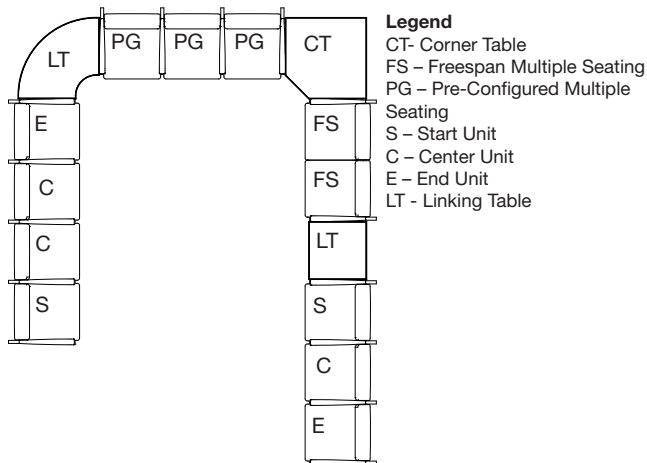 LT
PG PG PG
CT
E
C
C
S
FS
FS
LT
S
C
E
Legend
CT- Corner Table
FS – Freespan Multiple Seating
PG – Pre-Configured Multiple
Seating
S – Start Unit
C – Center Unit
E – End Unit
LT - Linking Table